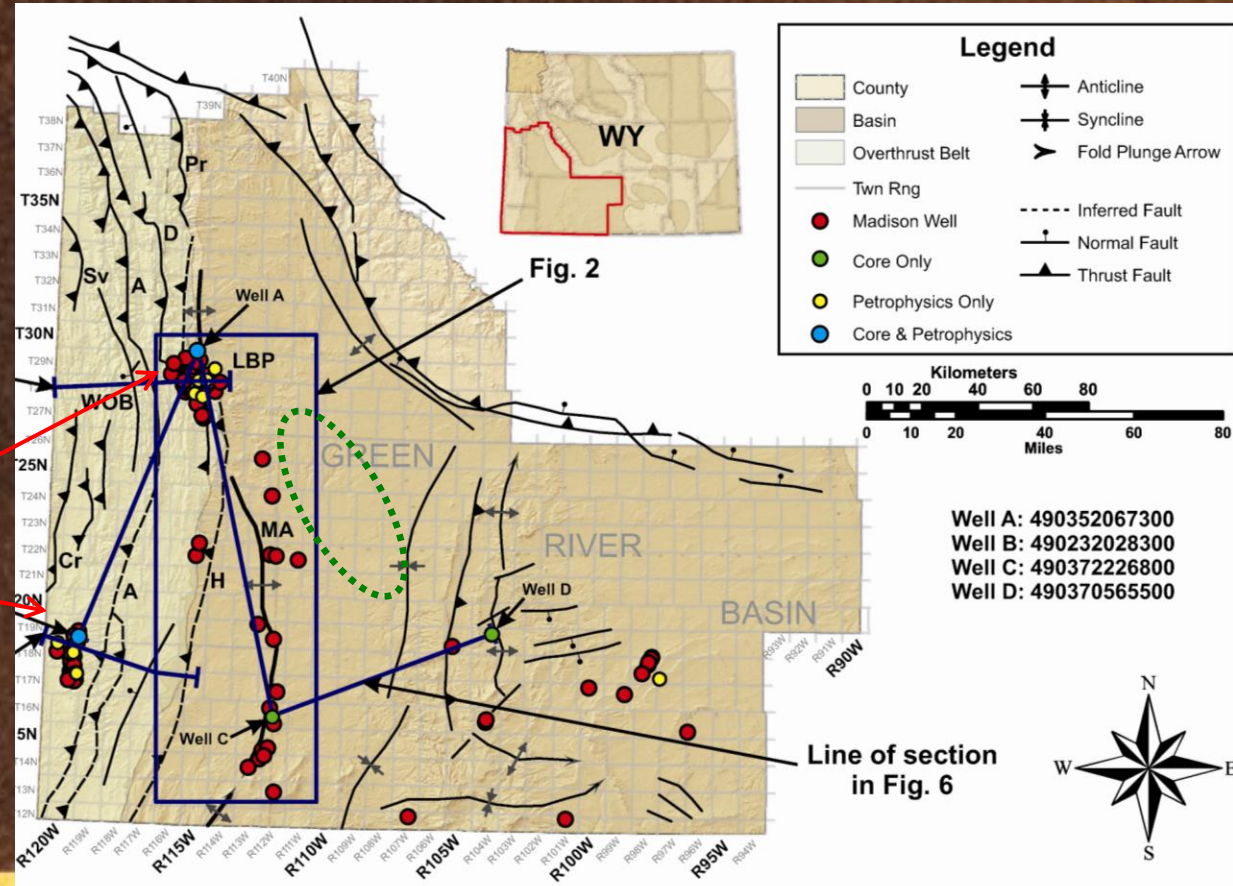 Legend
County
Basin
Overthrust Belt
Twn Rng
Madison Well
Core Only
Petrophysics Only
Core & Petrophysics
Anticline
Syncline
Fold Plunge Arrow
Inferred Fault
Normal Fault
Thrust Fault
WY
Fig. 2
Kilometers
0 10 20 40 60 80
0 10 20 40 60 80
Miles
Well A: 490352067300
Well B: 490232028300
Well C: 490372226800
Well D: 490370565500
Line of section
in Fig. 6
N
W E
S
T40N
T39N
T38N
T37N
T36N
T35N
T34N
T33N
T32N
T31N
T30N
T29N
T27N
T26N
T25N
T24N
T23N
T22N
T21N
20N
T19N
T18N
T17N
T16N
5N
T14N
T13N
12N
Pr
D
Sv
A
Well A
LBP
WOB
GREEN
MA
Cr
A
H
RIVER
BASIN
Well D
Well C
R120W
R119W
R118W
R117W
R116W
R115W
R114W
R113W
R112W
R111W
R110W
R109W
R108W
R107W
R106W
R105W
R104W
R103W
R102W
R101W
R100W
R99W
R98W
R97W
R96W
R95W
R94W
R93W
R92W
R91W
R90W